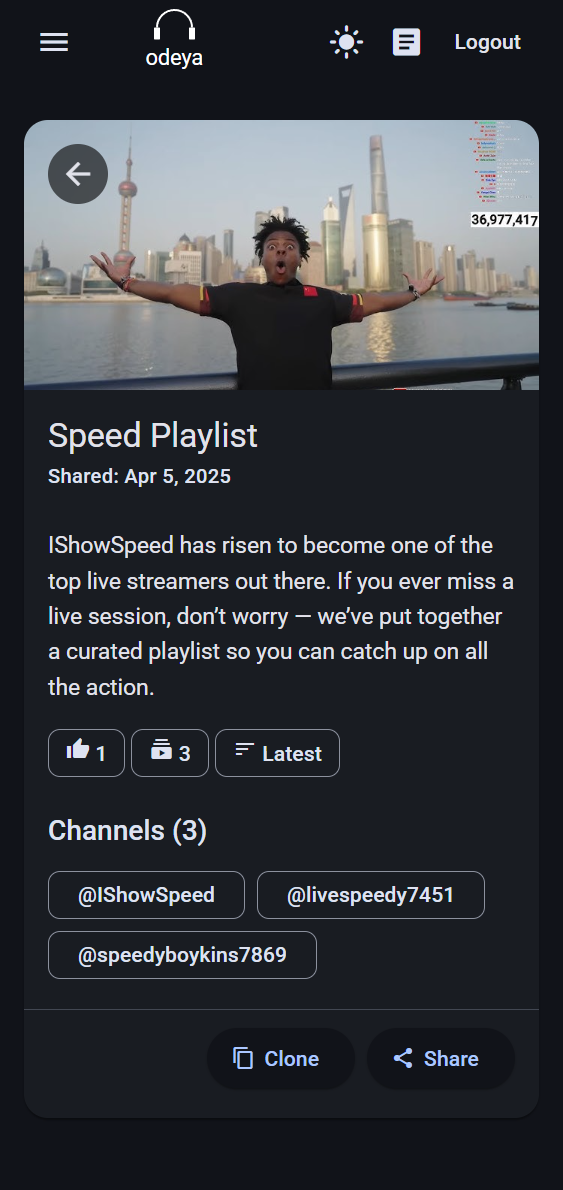 odeya
Logout
36,977,417
Speed Playlist
Shared: Apr 5, 2025
IShowSpeed has risen to become one of the
top live streamers out there. If you ever miss a
live session, don’t worry — we’ve put together
a curated playlist so you can catch up on all
the action.
1
3
Latest
Channels (3)
@IShowSpeed
@livespeedy7451
@speedyboykins7869
Clone
Share